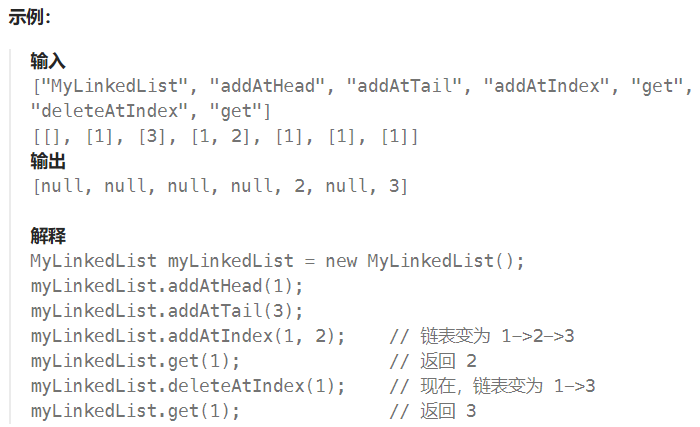 示例：
输入
["MyLinkedList", "addAtHead", "addAtTail", "addAtIndex", "get",
"deleteAtIndex", "get"]
[[], [1], [3], [1, 2], [1], [1], [1]]
输出
[null, null, null, null, 2, null, 3]
解释
MyLinkedList myLinkedList = new MyLinkedList();
myLinkedList.addAtHead(1);
myLinkedList.addAtTail(3);
myLinkedList.addAtIndex(1, 2);    // 链表变为 1->2->3
myLinkedList.get(1);              // 返回 2
myLinkedList.deleteAtIndex(1);    // 现在，链表变为 1->3
myLinkedList.get(1);              // 返回 3